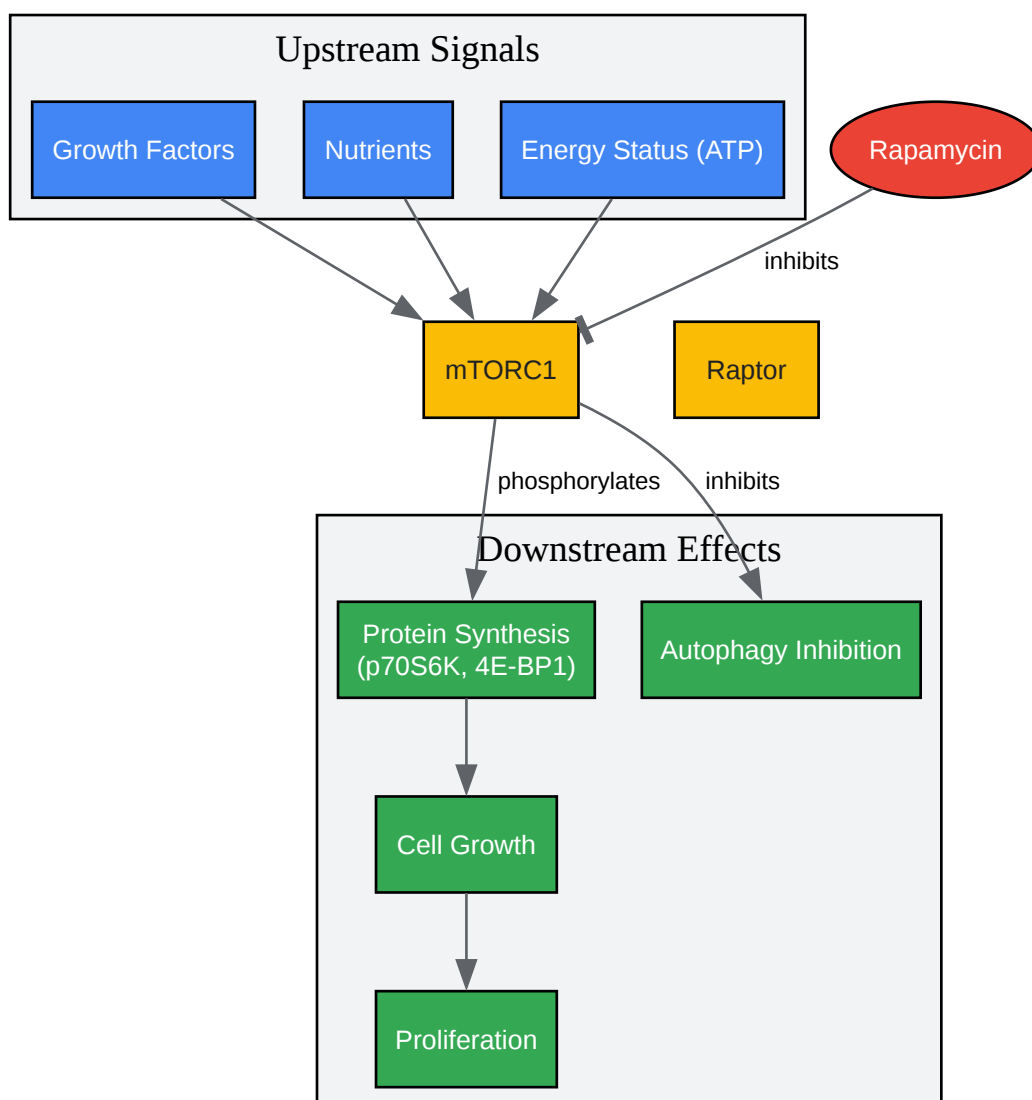 Upstream Signals
Growth Factors
Nutrients
Energy Status (ATP)
Rapamycin
inhibits
mTORC1
Raptor
phosphorylates
inhibits
Downstream Effects
Protein Synthesis
(p70S6K, 4E-BP1)
Autophagy Inhibition
Cell Growth
Proliferation